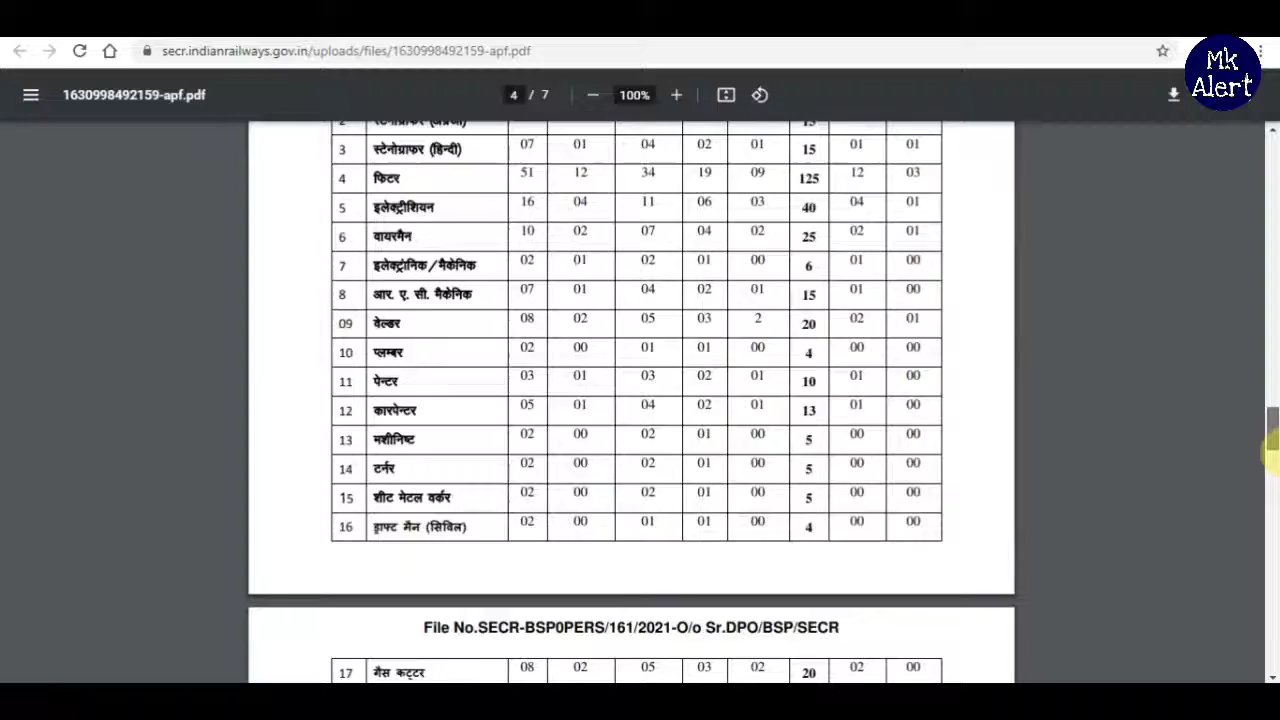 secr.indianrailways.gov.in/uploads/files/1630998492159-apf.pdf
Mk
Alert
1630998492159-apf.pdf 4 / 7 100%
15
3 स्टेनोग्राफर (हिन्दी) 07 01 04 02 01 15 01 01
4 फिटर 51 12 34 19 09 125 12 03
5 इलेक्ट्रीशियन 16 04 11 06 03 40 04 01
6 वायरमैन 10 02 07 04 02 25 02 01
7 इलेक्ट्रॉनिक/मैकेनिक 02 01 02 01 00 6 01 00
8 आर. ए. सी. मैकेनिक 07 01 04 02 01 15 01 00
09 वेल्डर 08 02 05 03 2 20 02 01
10 प्लम्बर 02 00 01 01 00 4 00 00
11 पेन्टर 03 01 03 02 01 10 01 00
12 कारपेन्टर 05 01 04 02 01 13 01 00
13 मशीनिष्ट 02 00 02 01 00 5 00 00
14 टर्नर 02 00 02 01 00 5 00 00
15 शीट मेटल वर्कर 02 00 02 01 00 5 00 00
16 ड्राफ्ट मैन (सिविल) 02 00 01 01 00 4 00 00
File No.SECR-BSP0PERS/161/2021-O/o Sr.DPO/BSP/SECR
17 गैस कट्टर 08 02 05 03 02 20 02 00